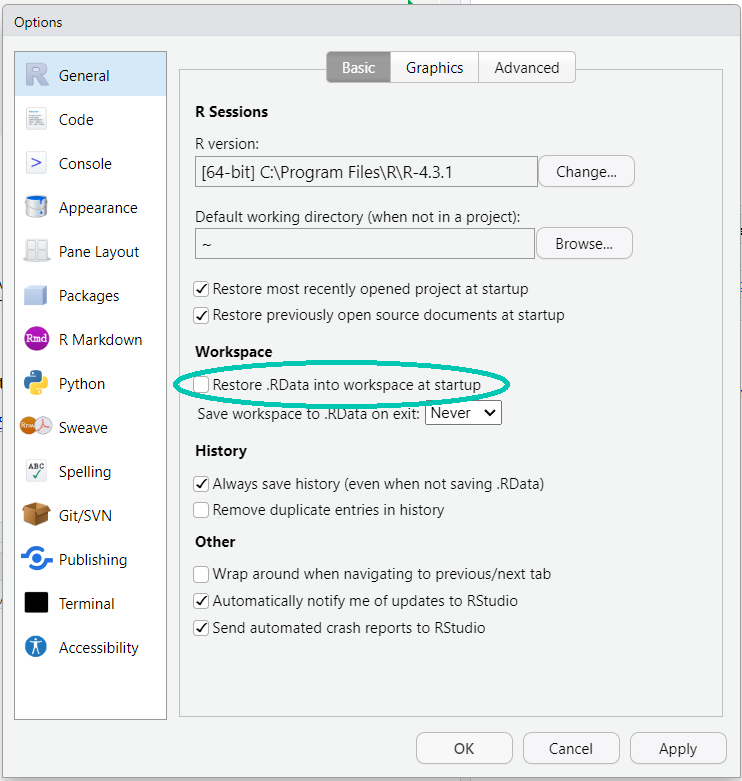 Options
General
Code
Console
Appearance
Pane Layout
Packages
Rmd R Markdown
Python
Rnw Sweave
ABC Spelling
Git/SVN
Publishing
Terminal
Accessibility
Basic Graphics Advanced
R Sessions
R version:
[64-bit] C:\Program Files\R\R-4.3.1 Change...
Default working directory (when not in a project):
~ Browse...
Restore most recently opened project at startup
Restore previously open source documents at startup
Workspace
Restore .RData into workspace at startup
Save workspace to .RData on exit: Never
History
Always save history (even when not saving .RData)
Remove duplicate entries in history
Other
Wrap around when navigating to previous/next tab
Automatically notify me of updates to RStudio
Send automated crash reports to RStudio
OK Cancel Apply